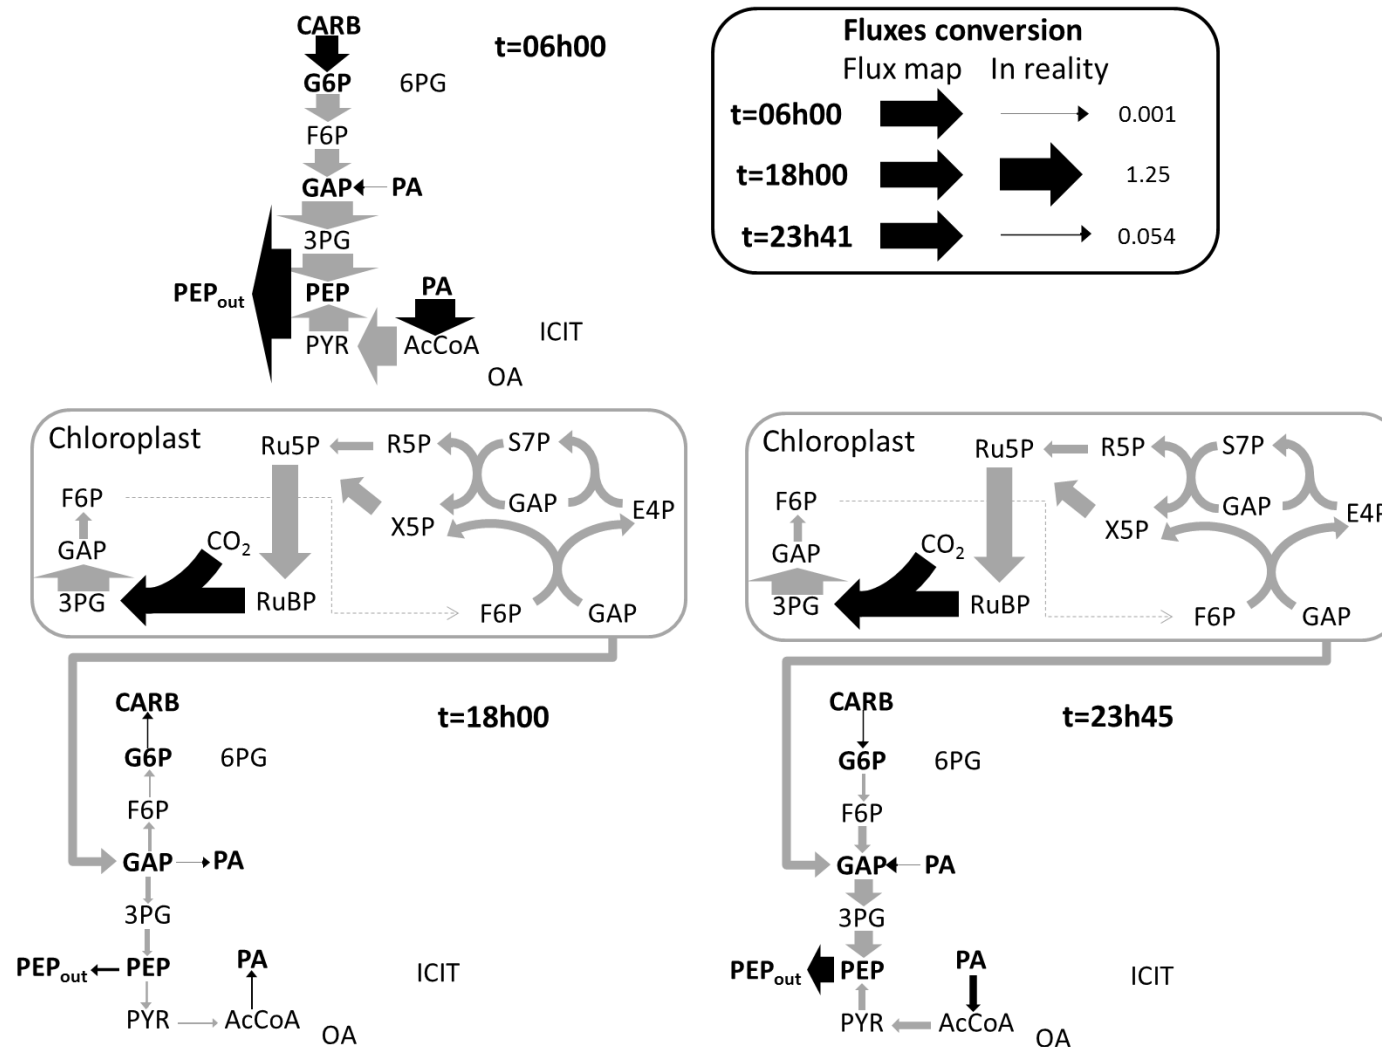 CARB
t=06h00
G6P 6PG
F6P
GAP PA
3PG
PEPout PEP PA
PYR AcCoA ICIT
OA
Fluxes conversion
Flux map In reality
t=06h00 0.001
t=18h00 1.25
t=23h41 0.054
Chloroplast
Ru5P R5P S7P
F6P GAP E4P
X5P
GAP CO2
3PG RuBP F6P GAP
CARB t=18h00
G6P 6PG
F6P
GAP PA
3PG
PEPout PEP PA ICIT
PYR AcCoA OA
Chloroplast
Ru5P R5P S7P
F6P GAP E4P
X5P
GAP CO2
3PG RuBP F6P GAP
CARB t=23h45
G6P 6PG
F6P
GAP PA
3PG
PEPout PEP PA ICIT
PYR AcCoA OA